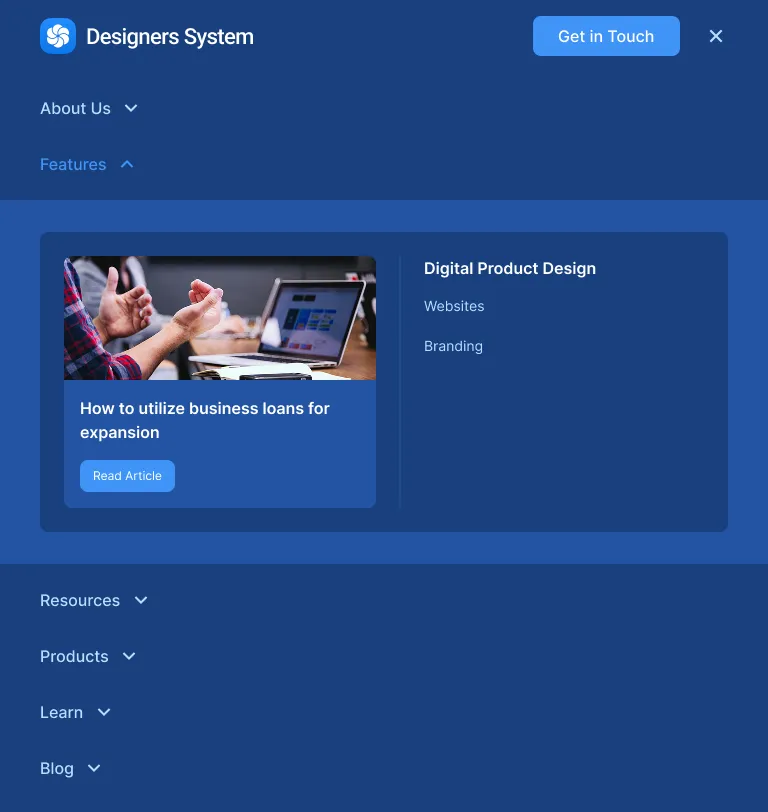 Designers System
Get in Touch
About Us
Features
How to utilize business loans for
expansion
Read Article
Digital Product Design
Websites
Branding
Resources
Products
Learn
Blog